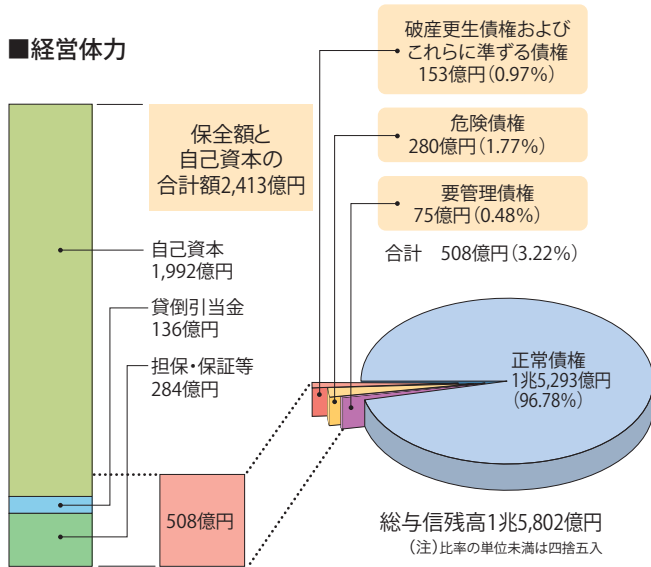 ■経営体力
保全額と
自己資本の
合計額2,413億円
自己資本
1,992億円
貸倒引当金
136億円
担保・保証等
284億円
508億円
破産更生債権および
これらに準ずる債権
153億円(0.97%)
危険債権
280億円(1.77%)
要管理債権
75億円(0.48%)
合計 508億円(3.22%)
正常債権
1兆5,293億円
(96.78%)
総与信残高1兆5,802億円
(注)比率の単位未満は四捨五入